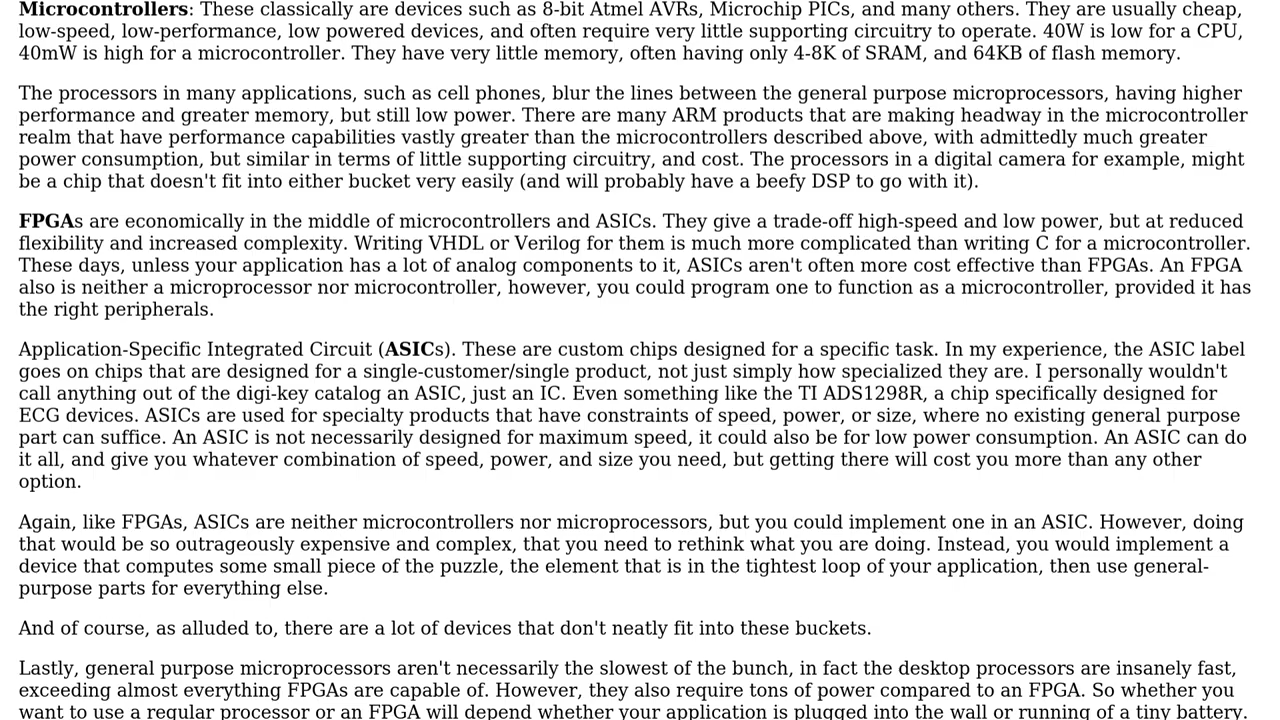 Microcontrollers: These classically are devices such as 8-bit Atmel AVRs, Microchip PICs, and many others. They are usually cheap,
low-speed, low-performance, low powered devices, and often require very little supporting circuitry to operate. 40W is low for a CPU,
40mW is high for a microcontroller. They have very little memory, often having only 4-8K of SRAM, and 64KB of flash memory.
The processors in many applications, such as cell phones, blur the lines between the general purpose microprocessors, having higher
performance and greater memory, but still low power. There are many ARM products that are making headway in the microcontroller
realm that have performance capabilities vastly greater than the microcontrollers described above, with admittedly much greater
power consumption, but similar in terms of little supporting circuitry, and cost. The processors in a digital camera for example, might
be a chip that doesn't fit into either bucket very easily (and will probably have a beefy DSP to go with it).
FPGAs are economically in the middle of microcontrollers and ASICs. They give a trade-off high-speed and low power, but at reduced
flexibility and increased complexity. Writing VHDL or Verilog for them is much more complicated than writing C for a microcontroller.
These days, unless your application has a lot of analog components to it, ASICs aren't often more cost effective than FPGAs. An FPGA
also is neither a microprocessor nor microcontroller, however, you could program one to function as a microcontroller, provided it has
the right peripherals.
Application-Specific Integrated Circuit (ASICs). These are custom chips designed for a specific task. In my experience, the ASIC label
goes on chips that are designed for a single-customer/single product, not just simply how specialized they are. I personally wouldn't
call anything out of the digi-key catalog an ASIC, just an IC. Even something like the TI ADS1298R, a chip specifically designed for
ECG devices. ASICs are used for specialty products that have constraints of speed, power, or size, where no existing general purpose
part can suffice. An ASIC is not necessarily designed for maximum speed, it could also be for low power consumption. An ASIC can do
it all, and give you whatever combination of speed, power, and size you need, but getting there will cost you more than any other
option.
Again, like FPGAs, ASICs are neither microcontrollers nor microprocessors, but you could implement one in an ASIC. However, doing
that would be so outrageously expensive and complex, that you need to rethink what you are doing. Instead, you would implement a
device that computes some small piece of the puzzle, the element that is in the tightest loop of your application, then use general-
purpose parts for everything else.
And of course, as alluded to, there are a lot of devices that don't neatly fit into these buckets.
Lastly, general purpose microprocessors aren't necessarily the slowest of the bunch, in fact the desktop processors are insanely fast,
exceeding almost everything FPGAs are capable of. However, they also require tons of power compared to an FPGA. So whether you
want to use a regular processor or an FPGA will depend whether your application is plugged into the wall or running of a tiny battery.